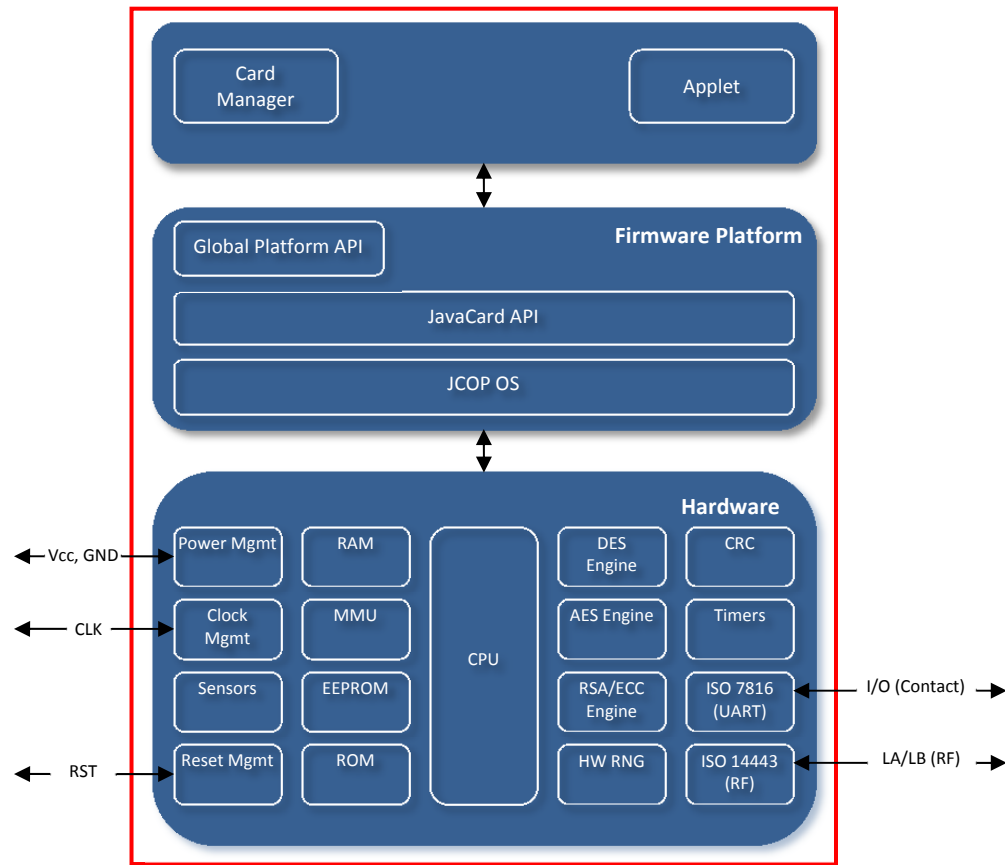 Card
Manager
Applet
Firmware Platform
Global Platform API
JavaCard API
JCOP OS
Hardware
Vcc, GND
Power Mgmt
RAM
CPU
DES
Engine
CRC
CLK
Clock
Mgmt
MMU
AES Engine
Timers
Sensors
EEPROM
RSA/ECC
Engine
ISO 7816
(UART)
I/O (Contact)
RST
Reset Mgmt
ROM
HW RNG
ISO 14443
(RF)
LA/LB (RF)